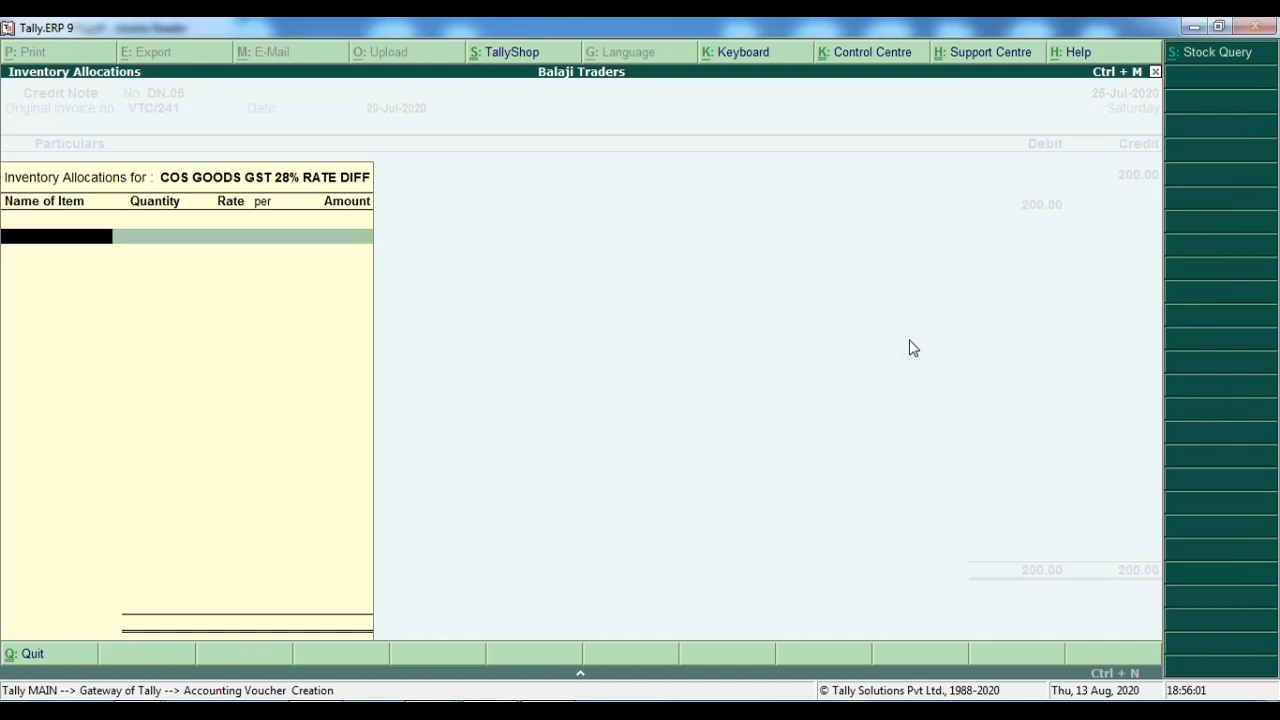 Tally.ERP 9
P: Print E: Export M: E-Mail O: Upload S: TallyShop G: Language K: Keyboard K: Control Centre H: Support Centre H: Help S: Stock Query
Inventory Allocations Balaji Traders Ctrl + M
Credit Note No. DN.05 25-Jul-2020
Original invoice no.: VTC/241 Date 20-Jul-2020 Saturday
Particulars Debit Credit
Inventory Allocations for : COS GOODS GST 28% RATE DIFF 200.00
Name of Item Quantity Rate per Amount 200.00
200.00 200.00
Q: Quit
Ctrl + N
Tally MAIN --> Gateway of Tally --> Accounting Voucher Creation © Tally Solutions Pvt Ltd., 1988-2020 Thu, 13 Aug, 2020 18:56:01